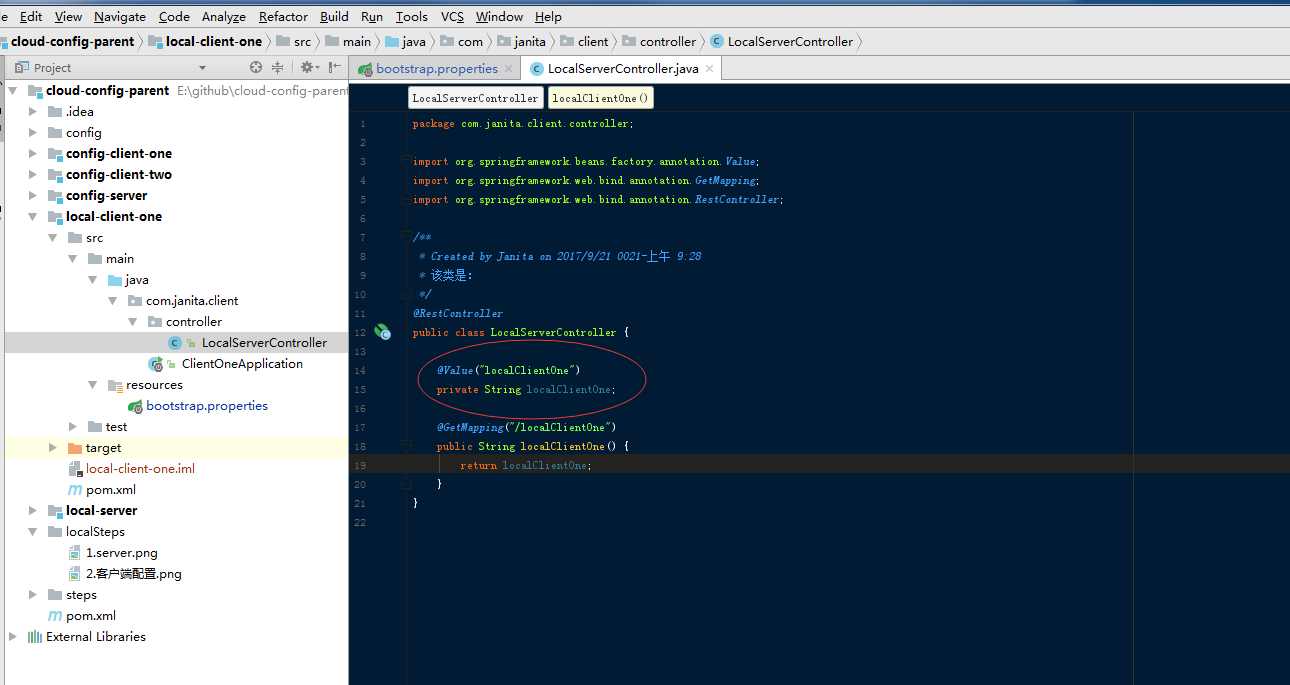 Edit View Navigate Code Analyze Refactor Build Run Tools VCS Window Help
cloud-config-parent local-client-one src main java com janita client controller LocalServerController
Project
bootstrap.properties LocalServerController.java
cloud-config-parent E:\github\cloud-config-parent
.idea
config
config-client-one
config-client-two
config-server
local-client-one
src
main
java
com.janita.client
controller
LocalServerController
ClientOneApplication
resources
bootstrap.properties
test
target
local-client-one.iml
pom.xml
local-server
localSteps
1.server.png
2.客户端配置.png
steps
pom.xml
External Libraries
LocalServerController localClientOne()
1 package com.janita.client.controller;
2
3 import org.springframework.beans.factory.annotation.Value;
4 import org.springframework.web.bind.annotation.GetMapping;
5 import org.springframework.web.bind.annotation.RestController;
6
7 /**
8 * Created by Janita on 2017/9/21 0021-上午 9:28
9 * 该类是：
10 */
11 @RestController
12 public class LocalServerController {
13
14 @Value("localClientOne")
15 private String localClientOne;
16
17 @GetMapping("/localClientOne")
18 public String localClientOne() {
19 return localClientOne;
20 }
21 }
22